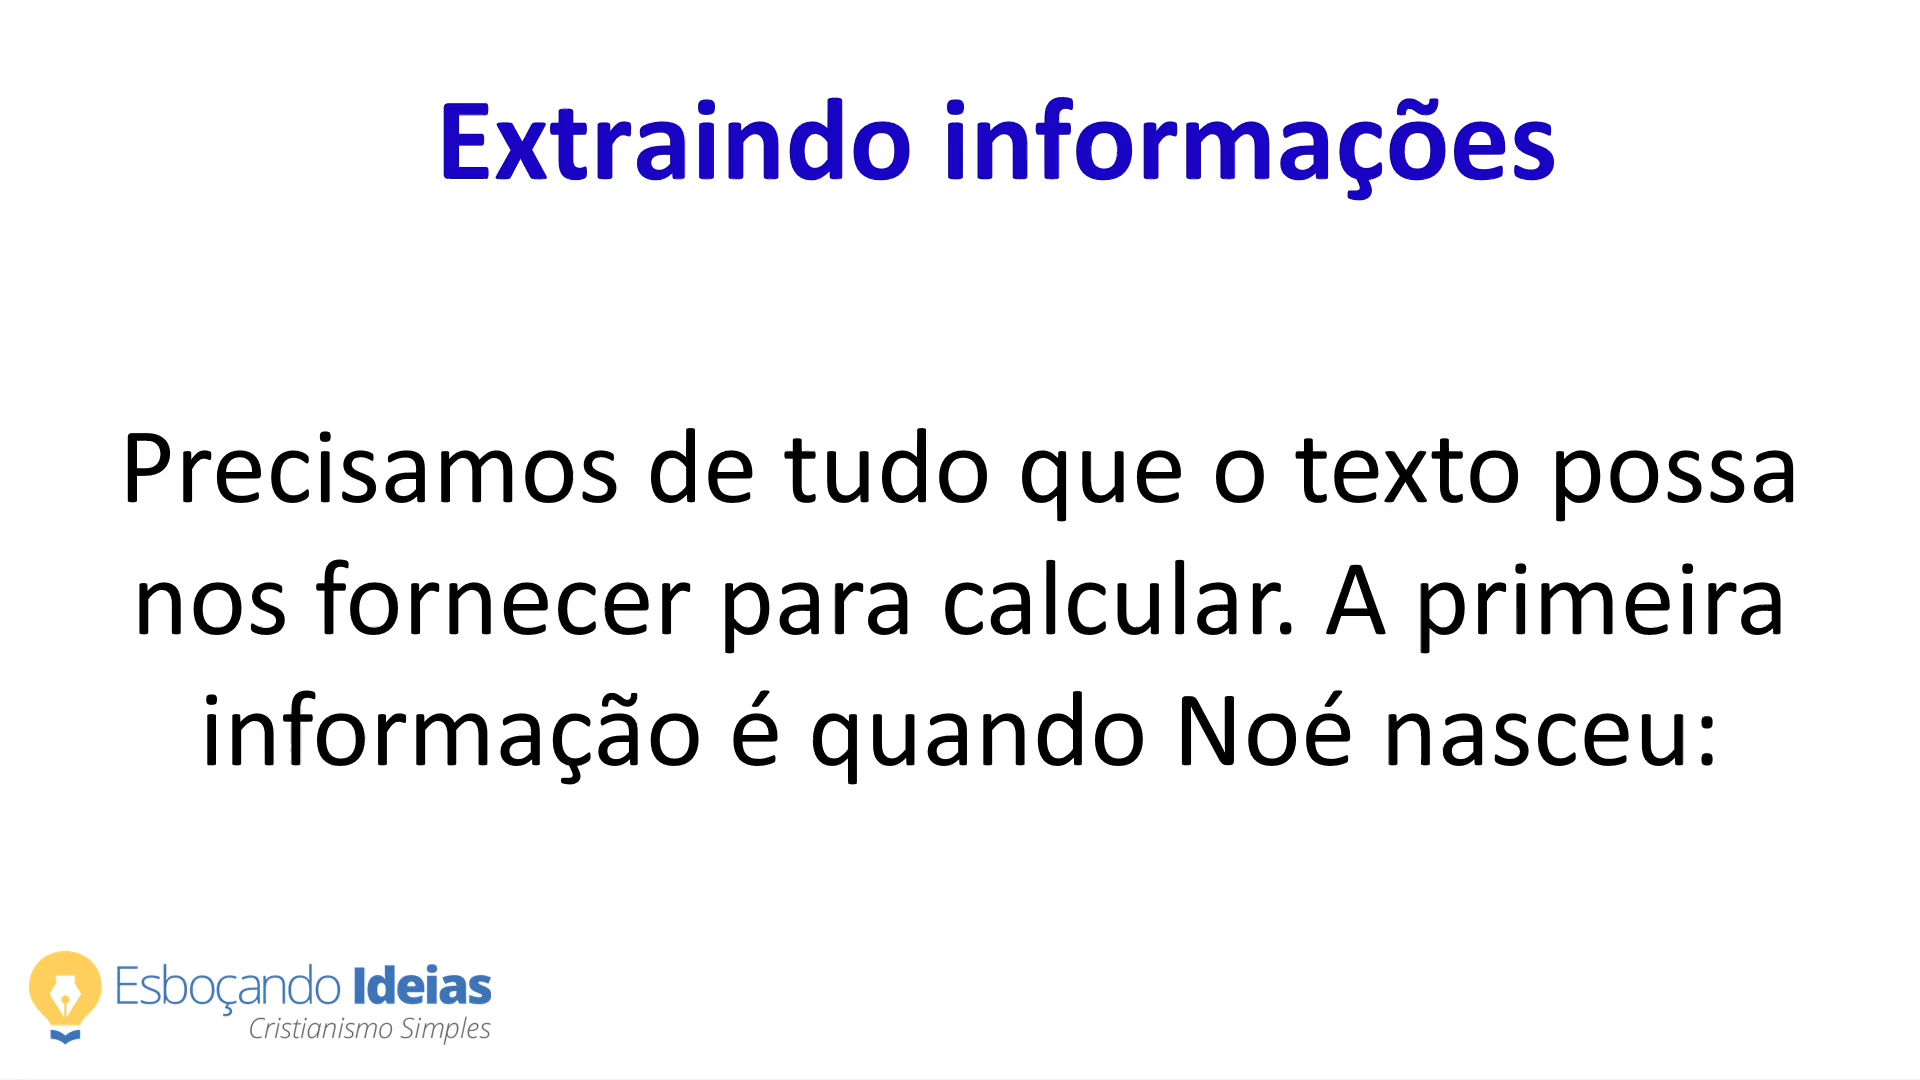 Extraindo informações
Precisamos de tudo que o texto possa
nos fornecer para calcular. A primeira
informação é quando Noé nasceu:
Esboçando Ideias
Cristianismo Simples